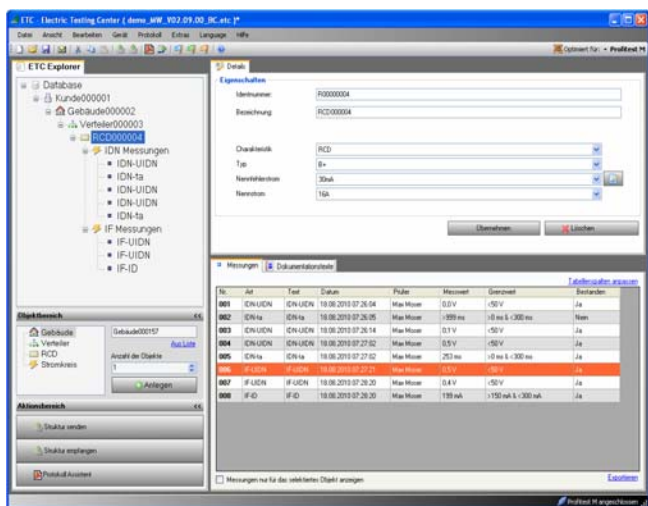 ETC - Electric Testing Center ( demo_MW_V02.09.00_BC.etc )*
Datei Ansicht Bearbeiten Gerät Protokoll Extras Language Hilfe
Optimiert für: • Profitest M
ETC Explorer
Database
Kunde000001
Gebäude000002
Verteiler000003
RCD000004
IDN Messungen
IDN-UIDN
IDN-ta
IDN-UIDN
IDN-UIDN
IDN-ta
IF Messungen
IF-UIDN
IF-UIDN
IF-ID
Objektbereich
Gebäude
Verteiler
RCD
Stromkreis
Gebäude000157
Aus Liste
Anzahl der Objekte
1
Anlegen
Aktionsbereich
Struktur senden
Struktur empfangen
Protokoll Assistent
Details
Eigenschaften
Identnummer: R00000004
Bezeichnung: RCD000004
Charakteristik RCD
Typ B+
Nennfehlerstrom 30mA
Nennstrom 16A
Übernehmen Löschen
Messungen Dokumentationstexte
Tabellenspalten anpassen
Nr. Art Text Datum Prüfer Messwert Grenzwert Bestanden
001 IDN-UIDN IDN-UIDN 18.08.2010 07:26:04 Max Moser 0,0 V <50 V Ja
002 IDN-ta IDN-ta 18.08.2010 07:26:05 Max Moser >999 ms >0 ms & <300 ms Nein
003 IDN-UIDN IDN-UIDN 18.08.2010 07:26:14 Max Moser 0,1 V <50 V Ja
004 IDN-UIDN IDN-UIDN 18.08.2010 07:27:02 Max Moser 0,5 V <50 V Ja
005 IDN-ta IDN-ta 18.08.2010 07:27:02 Max Moser 253 ms >0 ms & <300 ms Ja
006 IF-UIDN IF-UIDN 18.08.2010 07:27:21 Max Moser 0,5 V <50 V Ja
007 IF-UIDN IF-UIDN 18.08.2010 07:28:20 Max Moser 0,4 V <50 V Ja
008 IF-ID IF-ID 18.08.2010 07:28:20 Max Moser 199 mA >150 mA & <300 mA Ja
Messungen nur für das selektierten Objekt anzeigen
Exportieren
Profitest M angeschlossen